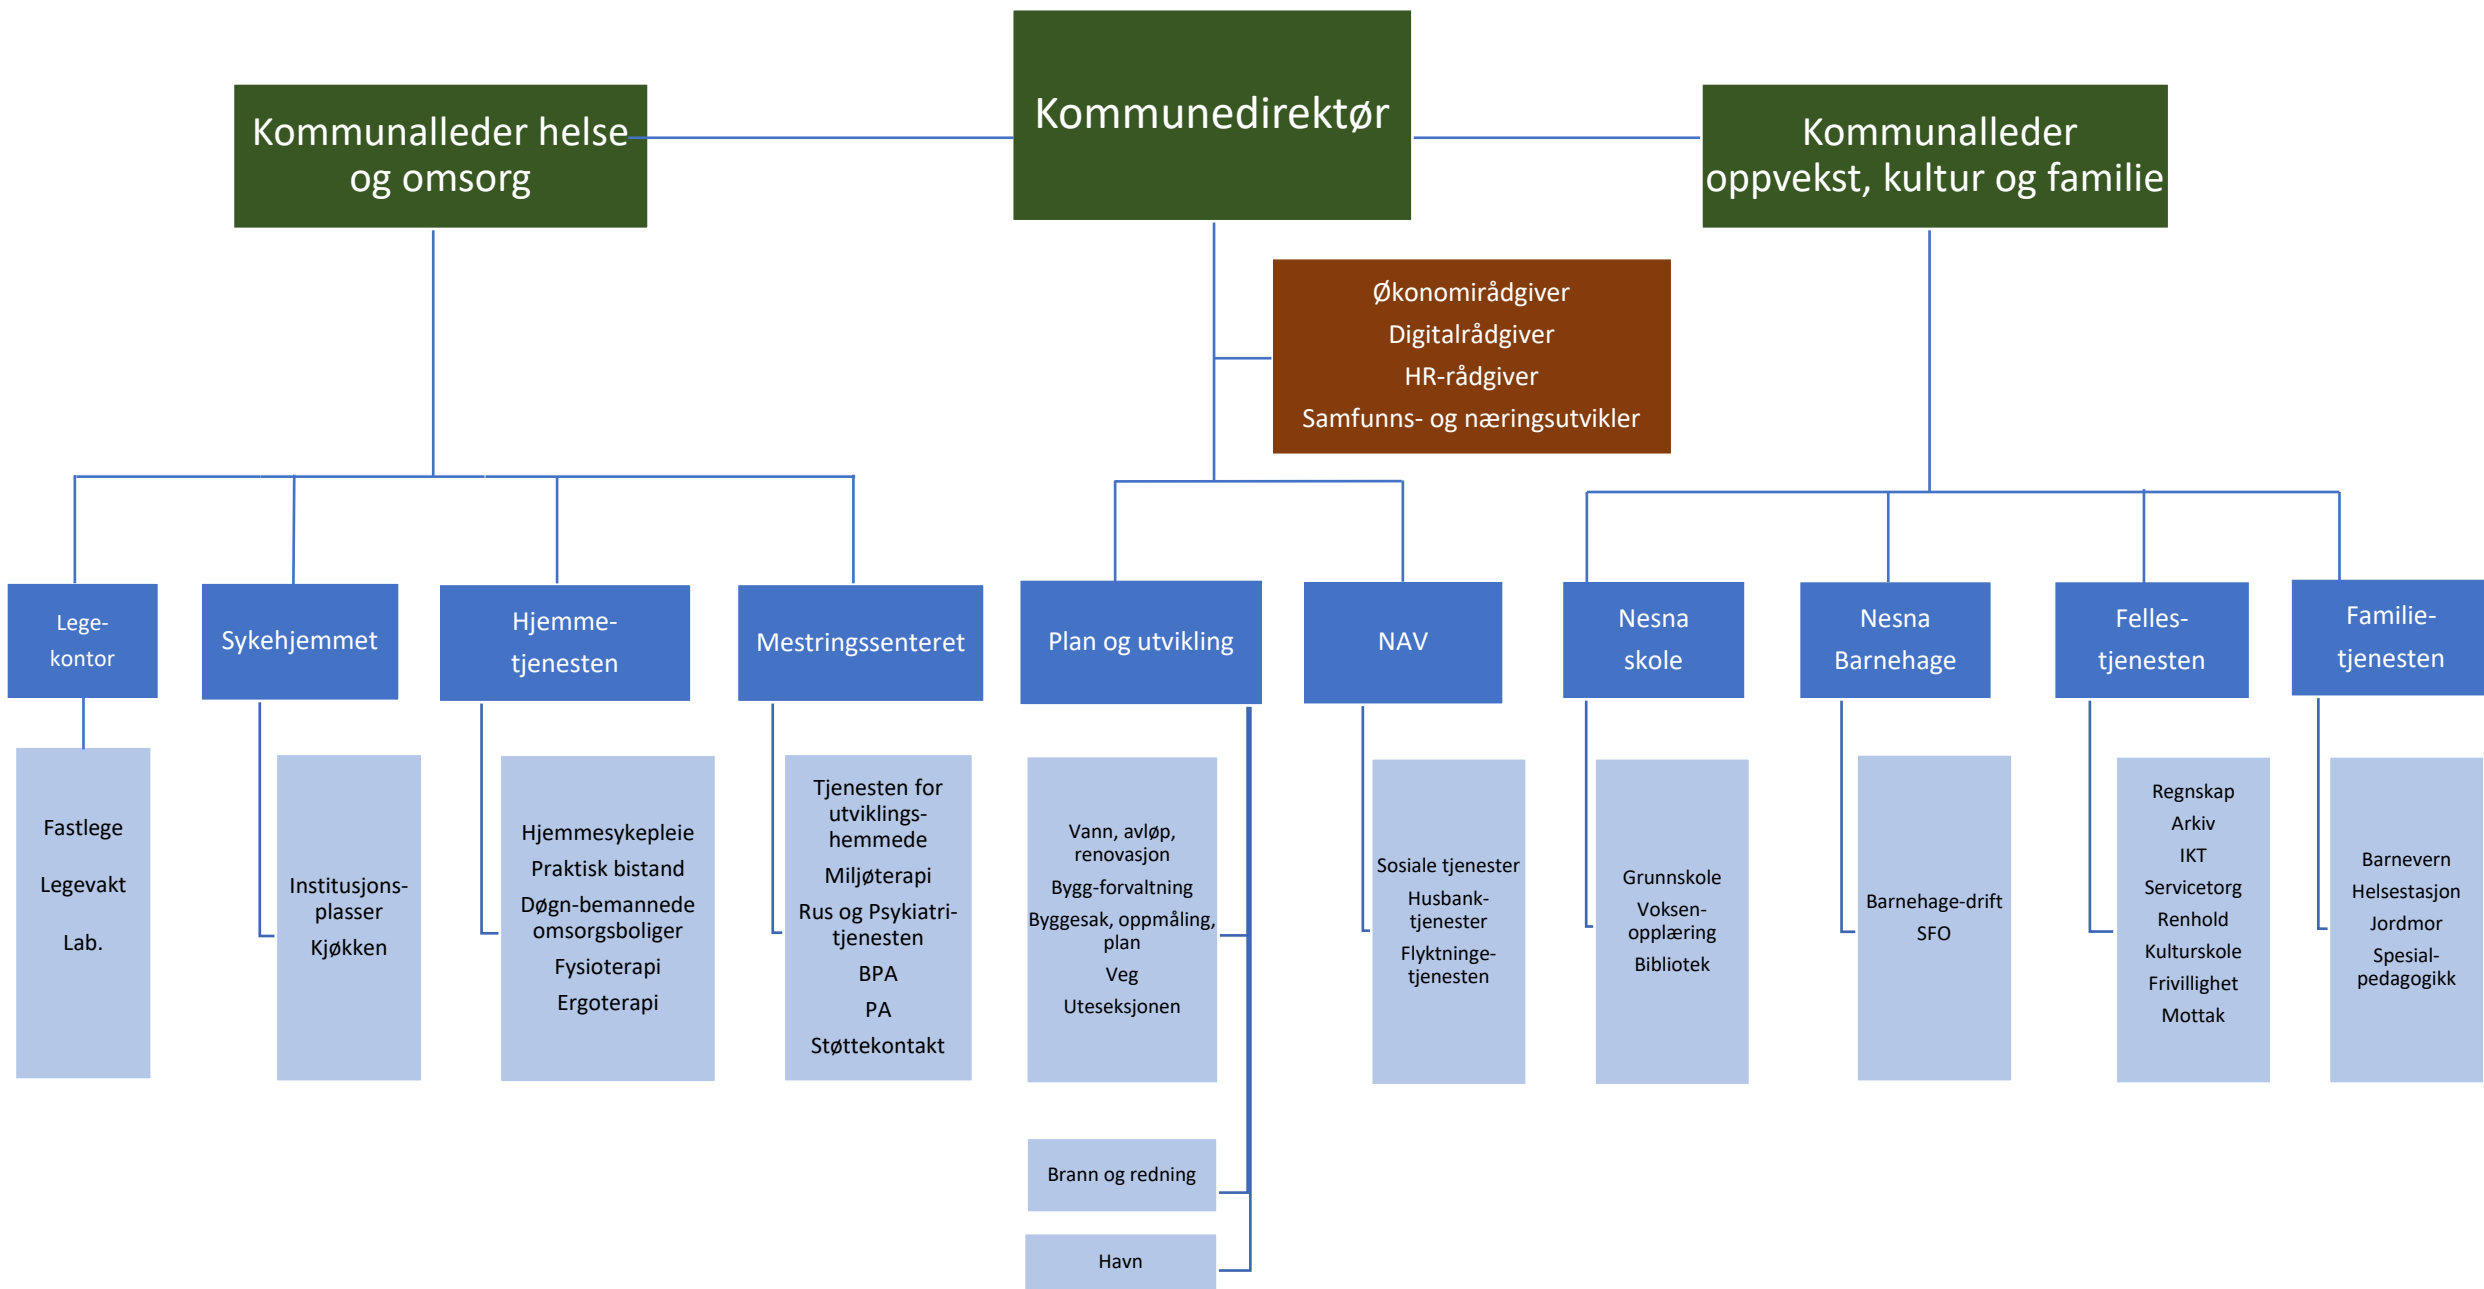 Kommunedirektør
Kommunalleder helse
og omsorg
Kommunalleder
oppvekst, kultur og familie
Økonomirådgiver
Digitalrådgiver
HR-rådgiver
Samfunns- og næringsutvikler
Lege-
kontor
Sykehjemmet
Hjemme-
tjenesten
Mestringssenteret
Plan og utvikling
NAV
Nesna
skole
Nesna
Barnehage
Felles-
tjenesten
Familie-
tjenesten
Fastlege
Legevakt
Lab.
Institusjons-
plasser
Kjøkken
Hjemmesykepleie
Praktisk bistand
Døgn-bemannede
omsorgsboliger
Fysioterapi
Ergoterapi
Tjenesten for
utviklings-
hemmede
Miljøterapi
Rus og Psykiatri-
tjenesten
BPA
PA
Støttekontakt
Vann, avløp,
renovasjon
Bygg-forvaltning
Byggesak, oppmåling,
plan
Veg
Uteseksjonen
Brann og redning
Havn
Sosiale tjenester
Husbank-
tjenester
Flyktninge-
tjenesten
Grunnskole
Voksen-
opplæring
Bibliotek
Barnehage-drift
SFO
Regnskap
Arkiv
IKT
Servicetorg
Renhold
Kulturskole
Frivillighet
Mottak
Barnevern
Helsestasjon
Jordmor
Spesial-
pedagogikk